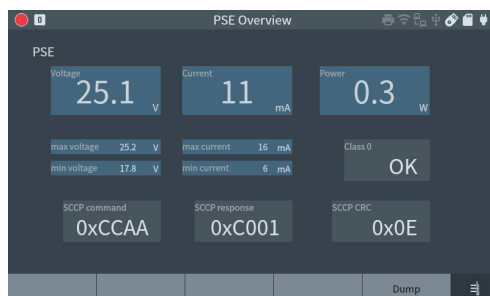 0 PSE Overview
PSE
Voltage Current Power
25.1 V 11 mA 0.3 W
max voltage 25.2 V max current 16 mA Class 0
min voltage 17.8 V min current 6 mA OK
SCCP command SCCP response SCCP CRC
0xCCAA 0xC001 0x0E
Dump